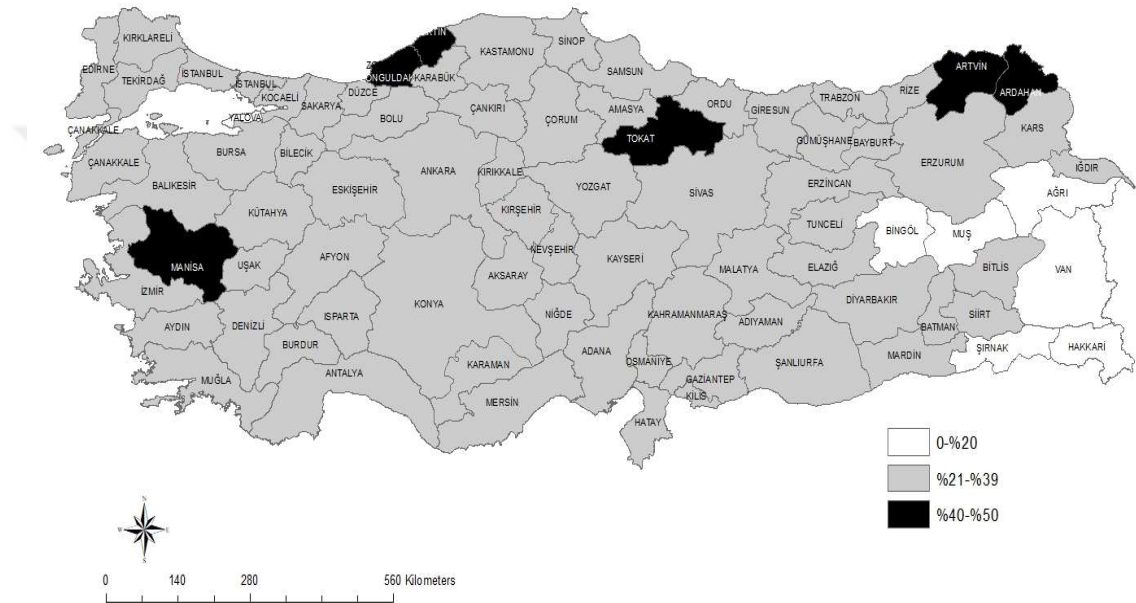 KIRKLARELİ
EDİRNE
TEKİRDAĞ
İSTANBUL
İSTANBUL
KOCAELİ
YALOVA
SAKARYA
DÜZCE
ZONGULDAK
KARABÜK
KASTAMONU
SİNOP
SAMSUN
ÇANKIRI
BOLU
ÇORUM
AMASYA
TOKAT
ORDU
GİRESUN
TRABZON
RİZE
ARTVİN
ARDAHAN
KARS
GÜMÜŞHANE
BAYBURT
ERZURUM
IĞDIR
AĞRI
ÇANAKKALE
ÇANAKKALE
BALIKESİR
BURSA
BİLECİK
ESKİŞEHİR
ANKARA
KIRIKKALE
YOZGAT
SİVAS
ERZİNCAN
TUNCELİ
BİNGÖL
MUŞ
VAN
KÜTAHYA
KIRŞEHİR
NEVŞEHİR
KAYSERİ
MALATYA
ELAZIĞ
BİTLİS
MANİSA
UŞAK
AFYON
AKSARAY
KONYA
NİĞDE
KAHRAMANMARAŞ
ADIYAMAN
DİYARBAKIR
BATMAN
SİİRT
ŞIRNAK
HAKKARİ
İZMİR
AYDIN
DENİZLİ
ISPARTA
BURDUR
MUĞLA
ANTALYA
KARAMAN
MERSİN
ADANA
OSMANİYE
GAZİANTEP
KİLİS
ŞANLIURFA
MARDİN
HATAY
0-%20
%21-%39
%40-%50
N
W E
S
0 140 280 560 Kilometers